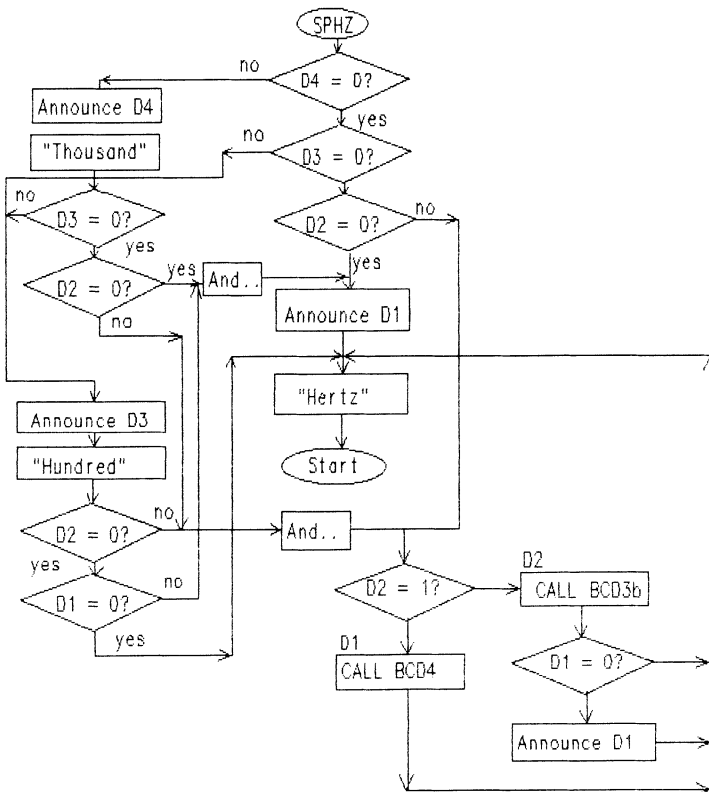 SPHZ
no
D4 = 0?
Announce D4
yes
no
"Thousand"
D3 = 0?
no
D3 = 0?
D2 = 0?
no
yes
D2 = 0?
yes
And..
yes
Announce D1
no
"Hertz"
Announce D3
"Hundred"
Start
D2 = 0?
no
And..
yes
D1 = 0?
no
D2 = 1?
D2
CALL BCD3b
yes
D1
CALL BCD4
D1 = 0?
Announce D1